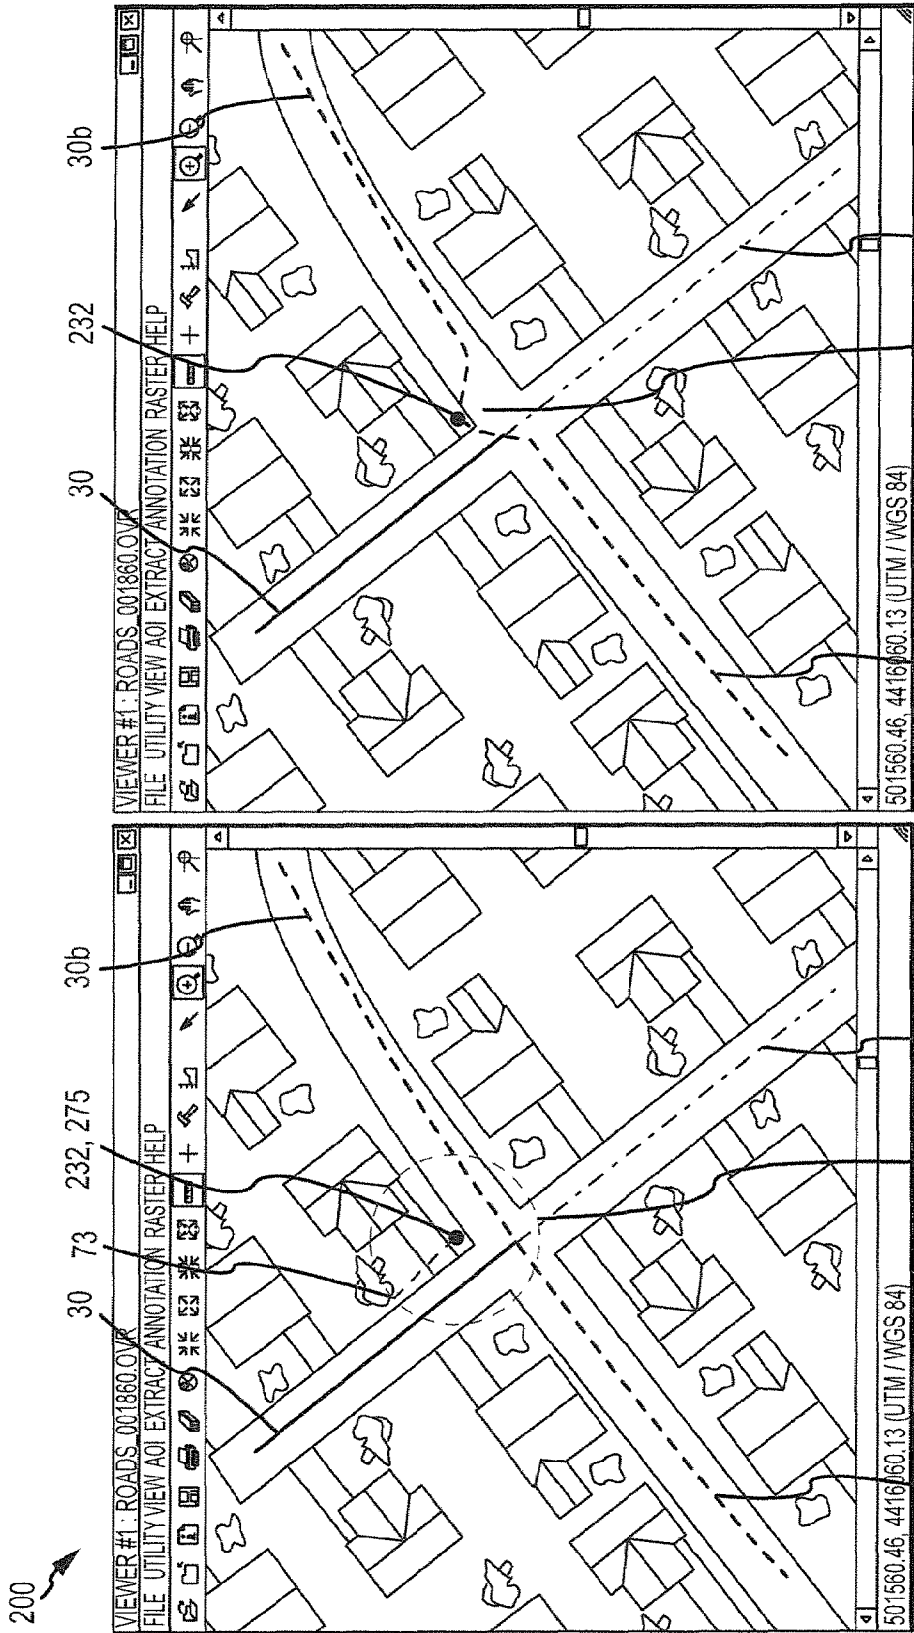 200
30
73
232, 275
30b
VIEWER #1 : ROADS_001860.OVR
FILE UTILITY VIEW AOI EXTRACT ANNOTATION RASTER HELP
501560.46, 4416060.13 (UTM / WGS 84)
30
232
30b
VIEWER #1 : ROADS_001860.OVR
FILE UTILITY VIEW AOI EXTRACT ANNOTATION RASTER HELP
501560.46, 4416060.13 (UTM / WGS 84)